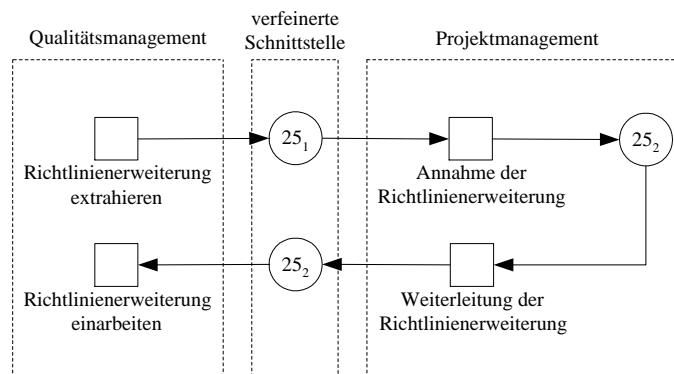 Qualitätsmanagement
verfeinerte
Schnittstelle
Projektmanagement
25₁
25₂
Richtlinienerweiterung
extrahieren
Annahme der
Richtlinienerweiterung
25₂
Richtlinienerweiterung
einarbeiten
Weiterleitung der
Richtlinienerweiterung